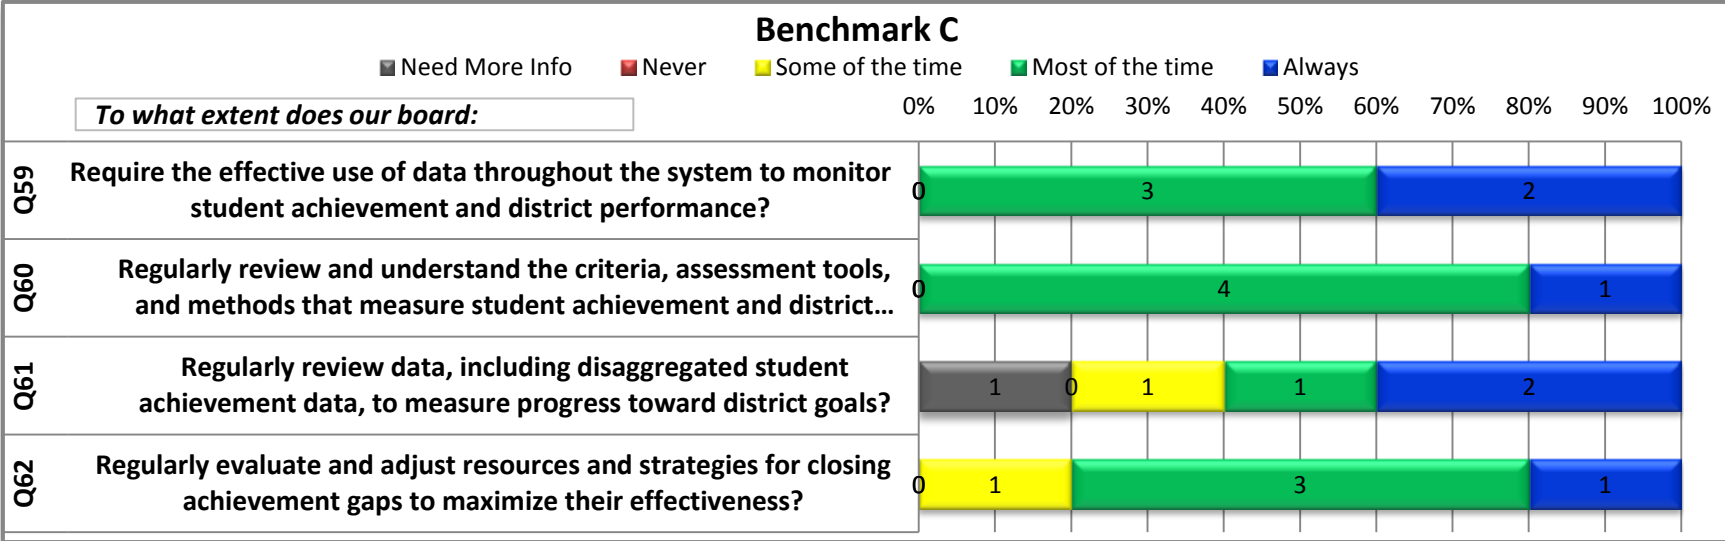 Benchmark C
Need More Info Never Some of the time Most of the time Always
To what extent does our board:
0% 10% 20% 30% 40% 50% 60% 70% 80% 90% 100%
Q59
Require the effective use of data throughout the system to monitor
student achievement and district performance?
0 3 2
Q60
Regularly review and understand the criteria, assessment tools,
and methods that measure student achievement and district...
0 4 1
Q61
Regularly review data, including disaggregated student
achievement data, to measure progress toward district goals?
1 0 1 1 2
Q62
Regularly evaluate and adjust resources and strategies for closing
achievement gaps to maximize their effectiveness?
0 1 3 1